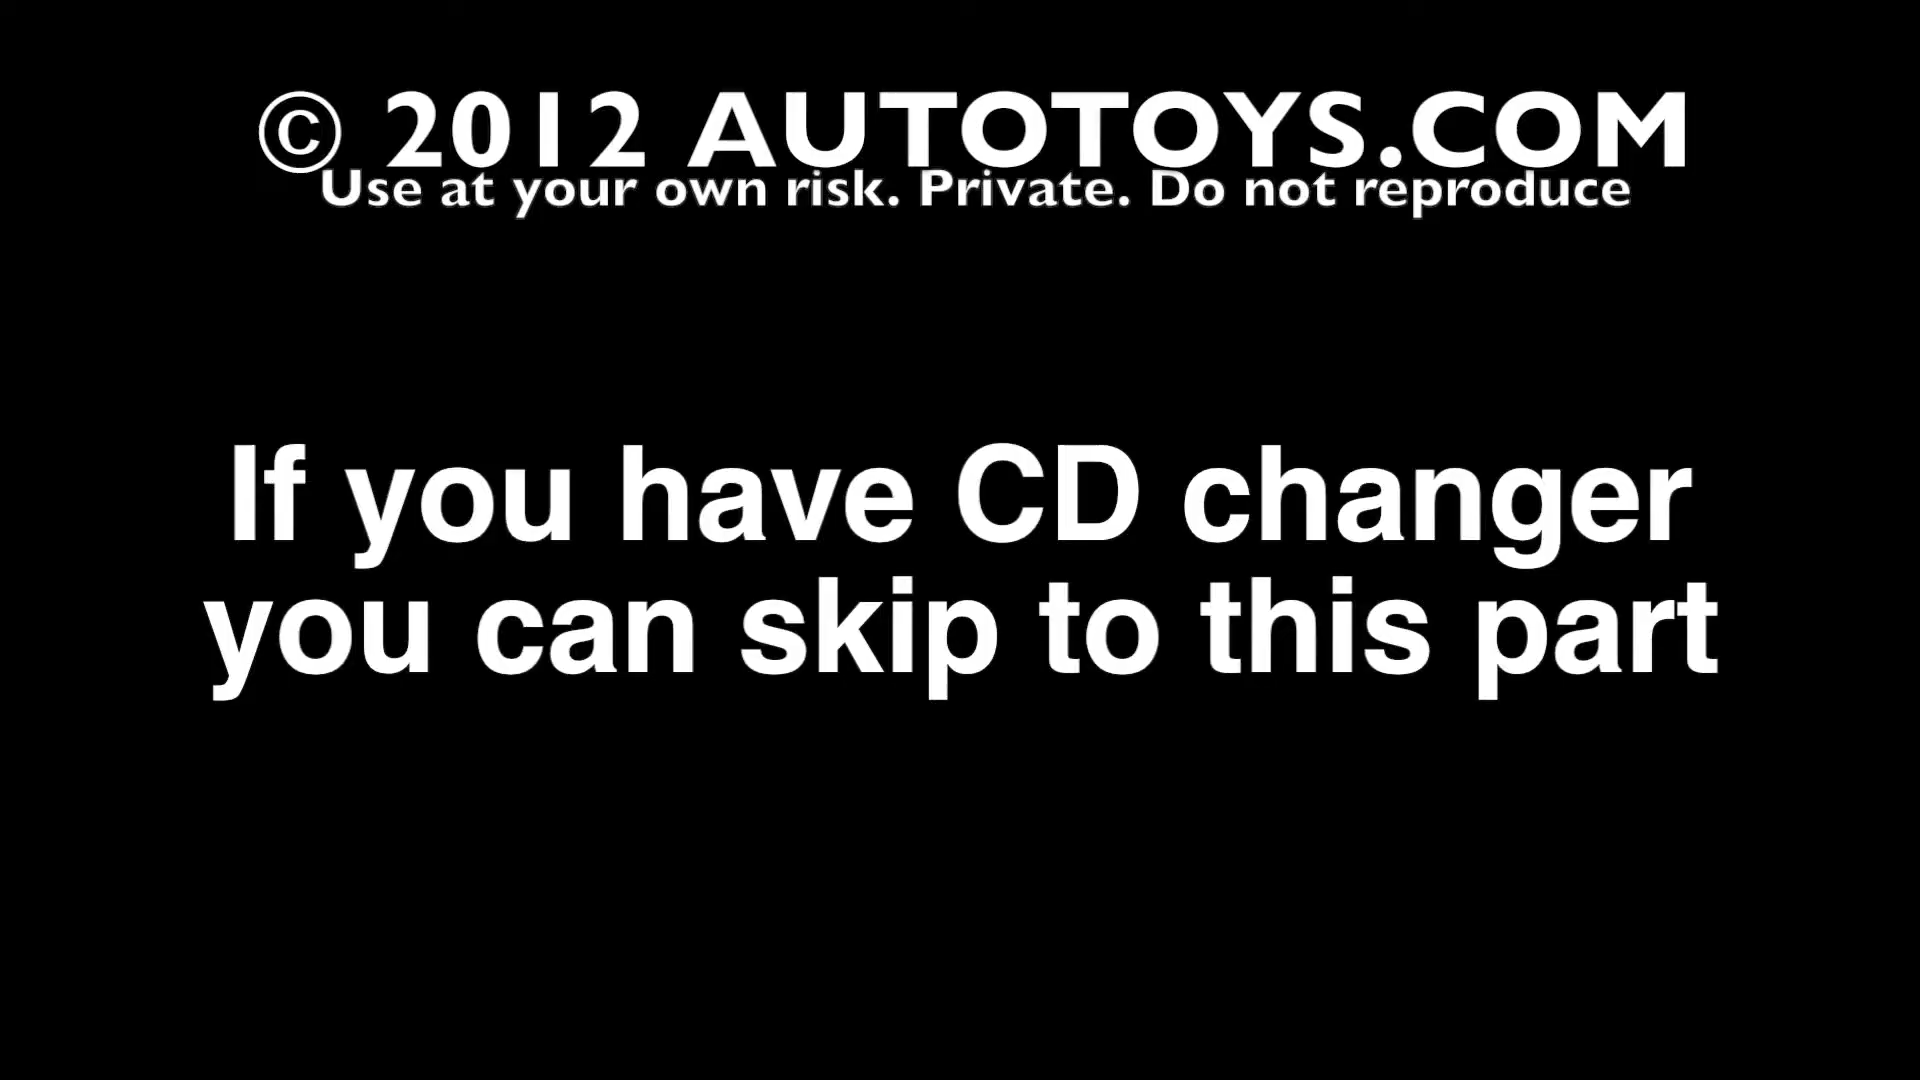 © 2012 AUTOTOYS.COM
Use at your own risk. Private. Do not reproduce
If you have CD changer
you can skip to this part